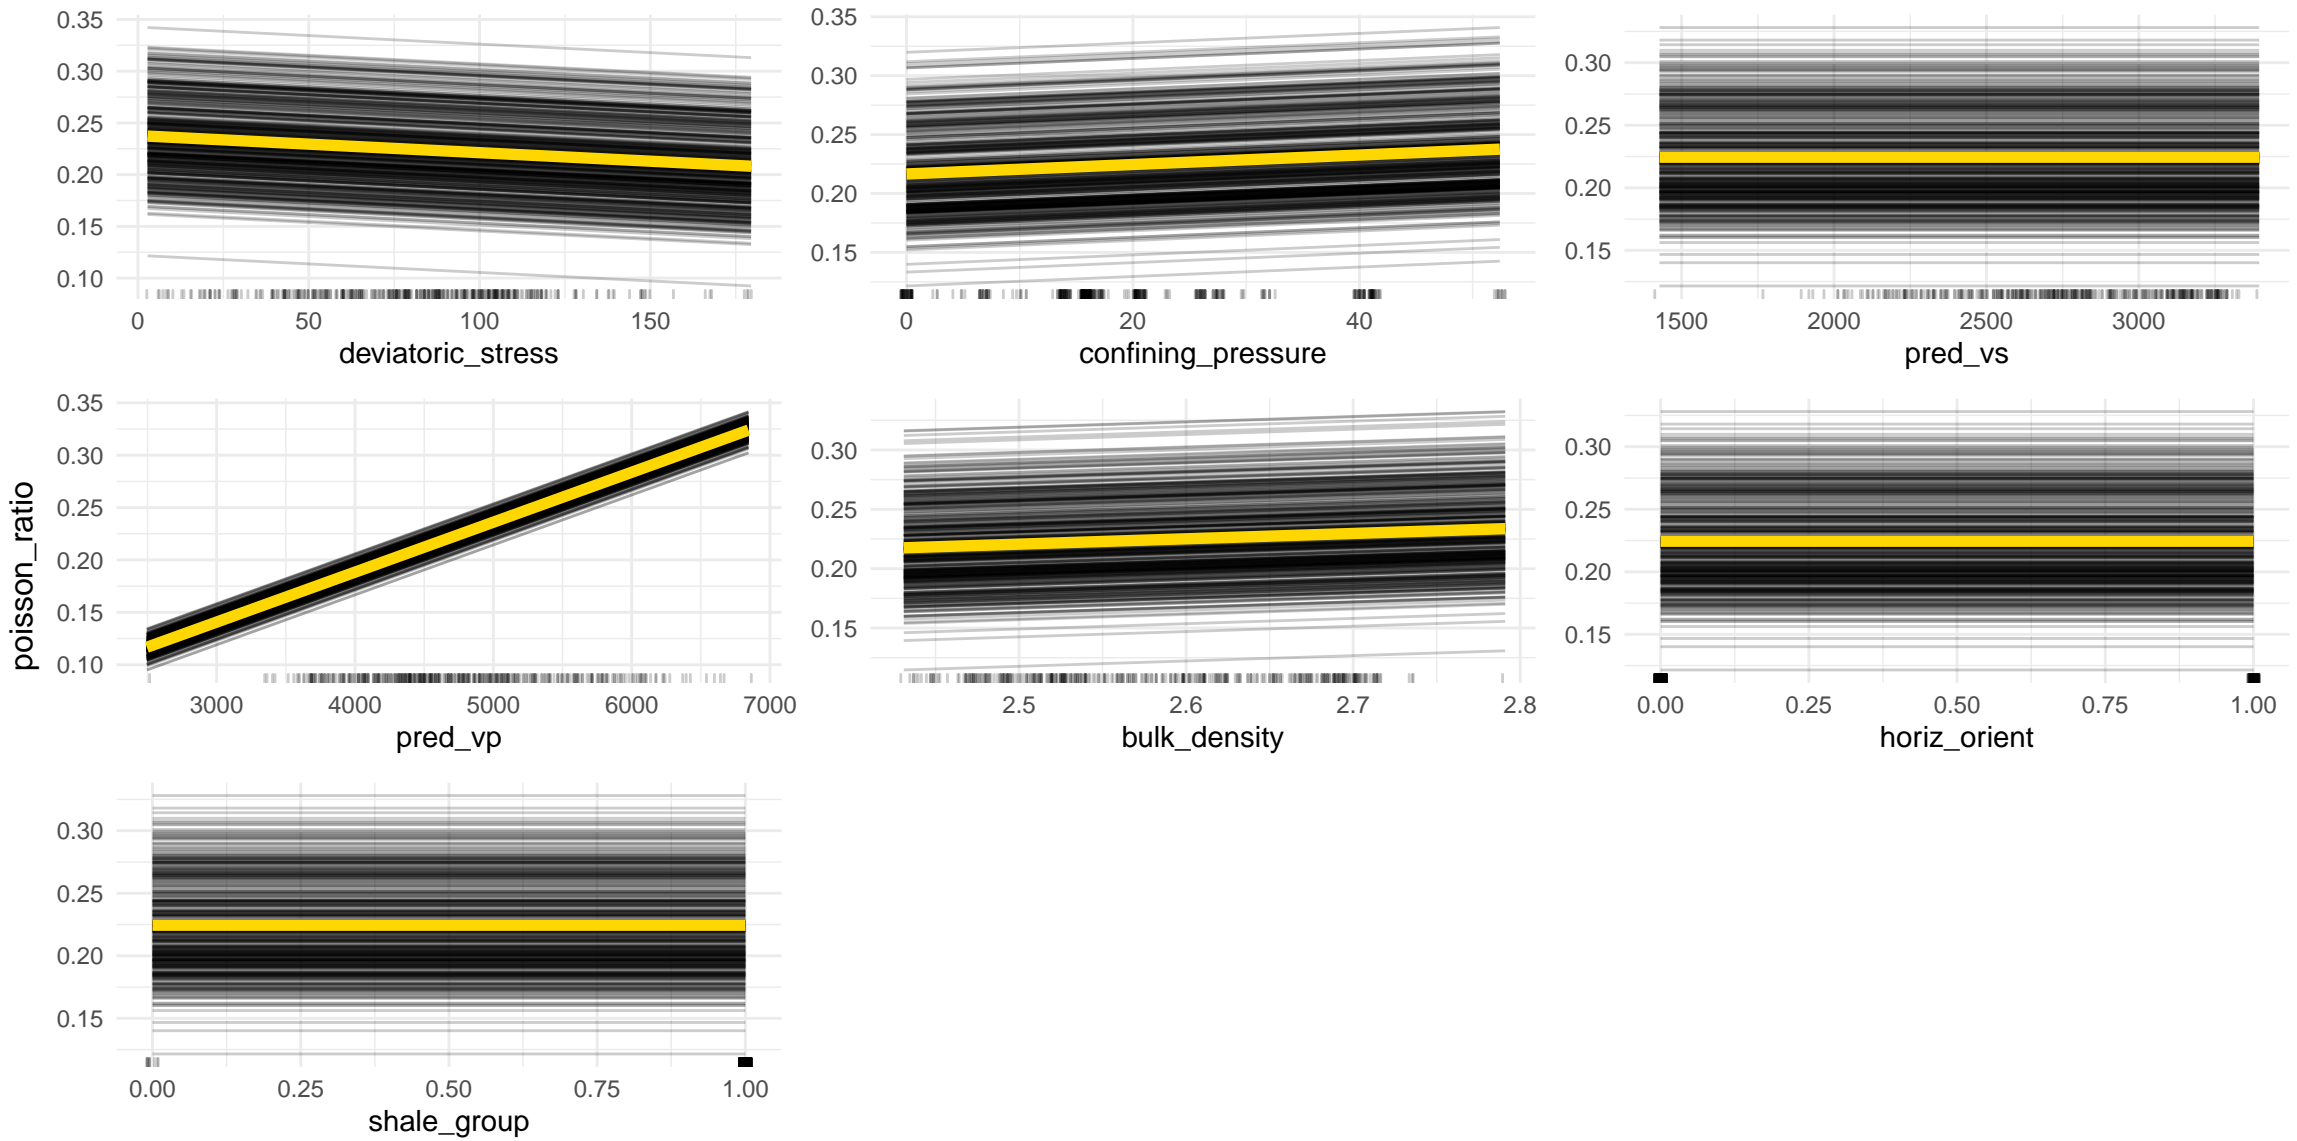 poisson_ratio
0.35
0.30
0.25
0.20
0.15
0.10
0 50 100 150
deviatoric_stress
0.35
0.30
0.25
0.20
0.15
0 20 40
confining_pressure
0.30
0.25
0.20
0.15
1500 2000 2500 3000
pred_vs
0.35
0.30
0.25
0.20
0.15
0.10
3000 4000 5000 6000 7000
pred_vp
0.30
0.25
0.20
0.15
2.5 2.6 2.7 2.8
bulk_density
0.30
0.25
0.20
0.15
0.00 0.25 0.50 0.75 1.00
horiz_orient
0.30
0.25
0.20
0.15
0.00 0.25 0.50 0.75 1.00
shale_group